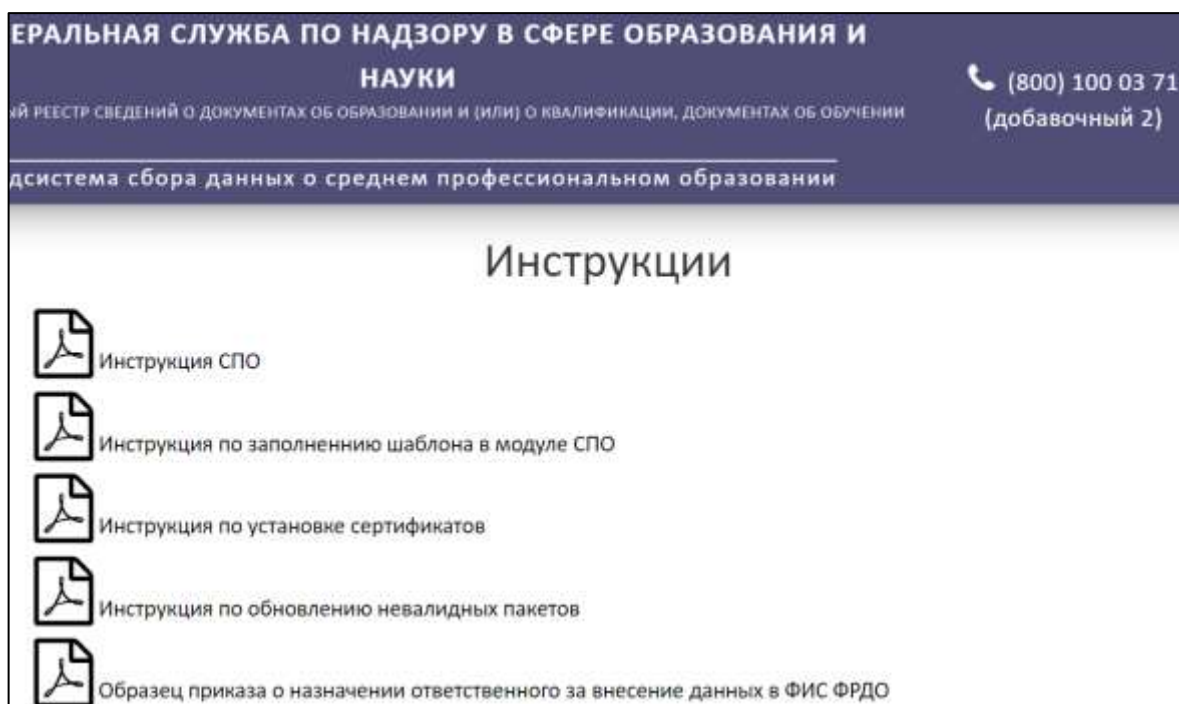 ЕРАЛЬНАЯ СЛУЖБА ПО НАДЗОРУ В СФЕРЕ ОБРАЗОВАНИЯ И
НАУКИ
ЫЙ РЕЕСТР СВЕДЕНИЙ О ДОКУМЕНТАХ ОБ ОБРАЗОВАНИИ И (ИЛИ) О КВАЛИФИКАЦИИ, ДОКУМЕНТАХ ОБ ОБУЧЕНИИ
дсистема сбора данных о среднем профессиональном образовании
(800) 100 03 71
(добавочный 2)
Инструкции
Инструкция СПО
Инструкция по заполненнию шаблона в модуле СПО
Инструкция по установке сертификатов
Инструкция по обновлению невалидных пакетов
Образец приказа о назначении ответственного за внесение данных в ФИС ФРДО